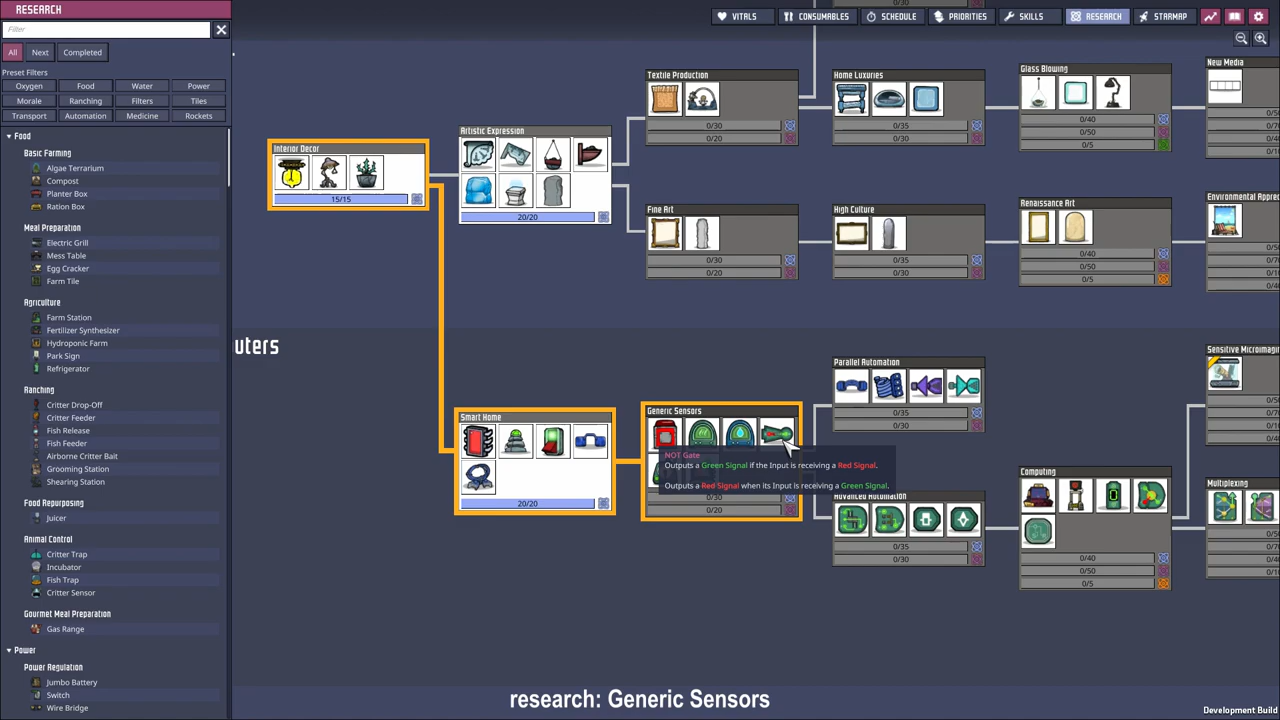 RESEARCH
Filter
All Next Completed
Preset Filters
Oxygen Food Water Power
Morale Ranching Filters Tiles
Transport Automation Medicine Rockets
Food
Basic Farming
Algae Terrarium
Compost
Planter Box
Ration Box
Meal Preparation
Electric Grill
Mess Table
Egg Cracker
Farm Tile
Agriculture
Farm Station
Fertilizer Synthesizer
Hydroponic Farm
Park Sign
Refrigerator
Ranching
Critter Drop-Off
Critter Feeder
Fish Release
Fish Feeder
Airborne Critter Bait
Grooming Station
Shearing Station
Food Repurposing
Juicer
Animal Control
Critter Trap
Incubator
Fish Trap
Critter Sensor
Gourmet Meal Preparation
Gas Range
Power
Power Regulation
Jumbo Battery
Switch
Wire Bridge
VITALS CONSUMABLES SCHEDULE PRIORITIES SKILLS RESEARCH STARMAP
Interior Decor
15/15
Artistic Expression
20/20
Textile Production
0/30
0/20
Home Luxuries
0/35
0/30
Glass Blowing
0/40
0/50
0/5
New Media
Fine Art
0/30
0/20
High Culture
0/35
0/30
Renaissance Art
0/40
0/50
0/5
Environmental Apprec
uters
Smart Home
20/20
Generic Sensors
0/30
0/20
NOT Gate
Outputs a Green Signal if the Input is receiving a Red Signal.
Outputs a Red Signal when its Input is receiving a Green Signal.
Parallel Automation
0/35
0/30
Advanced Automation
0/35
0/30
Computing
0/40
0/50
0/5
Sensitive Microimagin
Multiplexing
research: Generic Sensors
Development Build